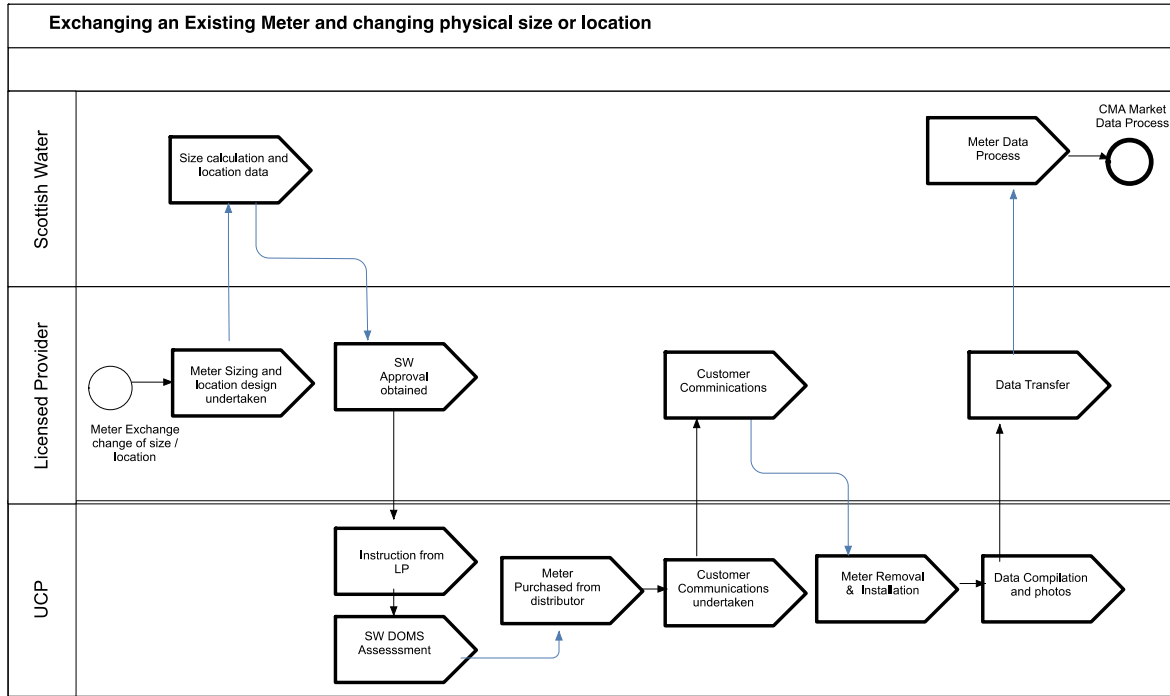 Exchanging an Existing Meter and changing physical size or location
Scottish Water
Size calculation and
location data
Meter Data
Process
CMA Market
Data Process
Licensed Provider
Meter Exchange
change of size /
location
Meter Sizing and
location design
undertaken
SW
Approval
obtained
Customer
Comminications
Data Transfer
UCP
Instruction from
LP
SW DOMS
Assesssment
Meter
Purchased from
distributor
Customer
Communications
undertaken
Meter Removal
& Installation
Data Compilation
and photos